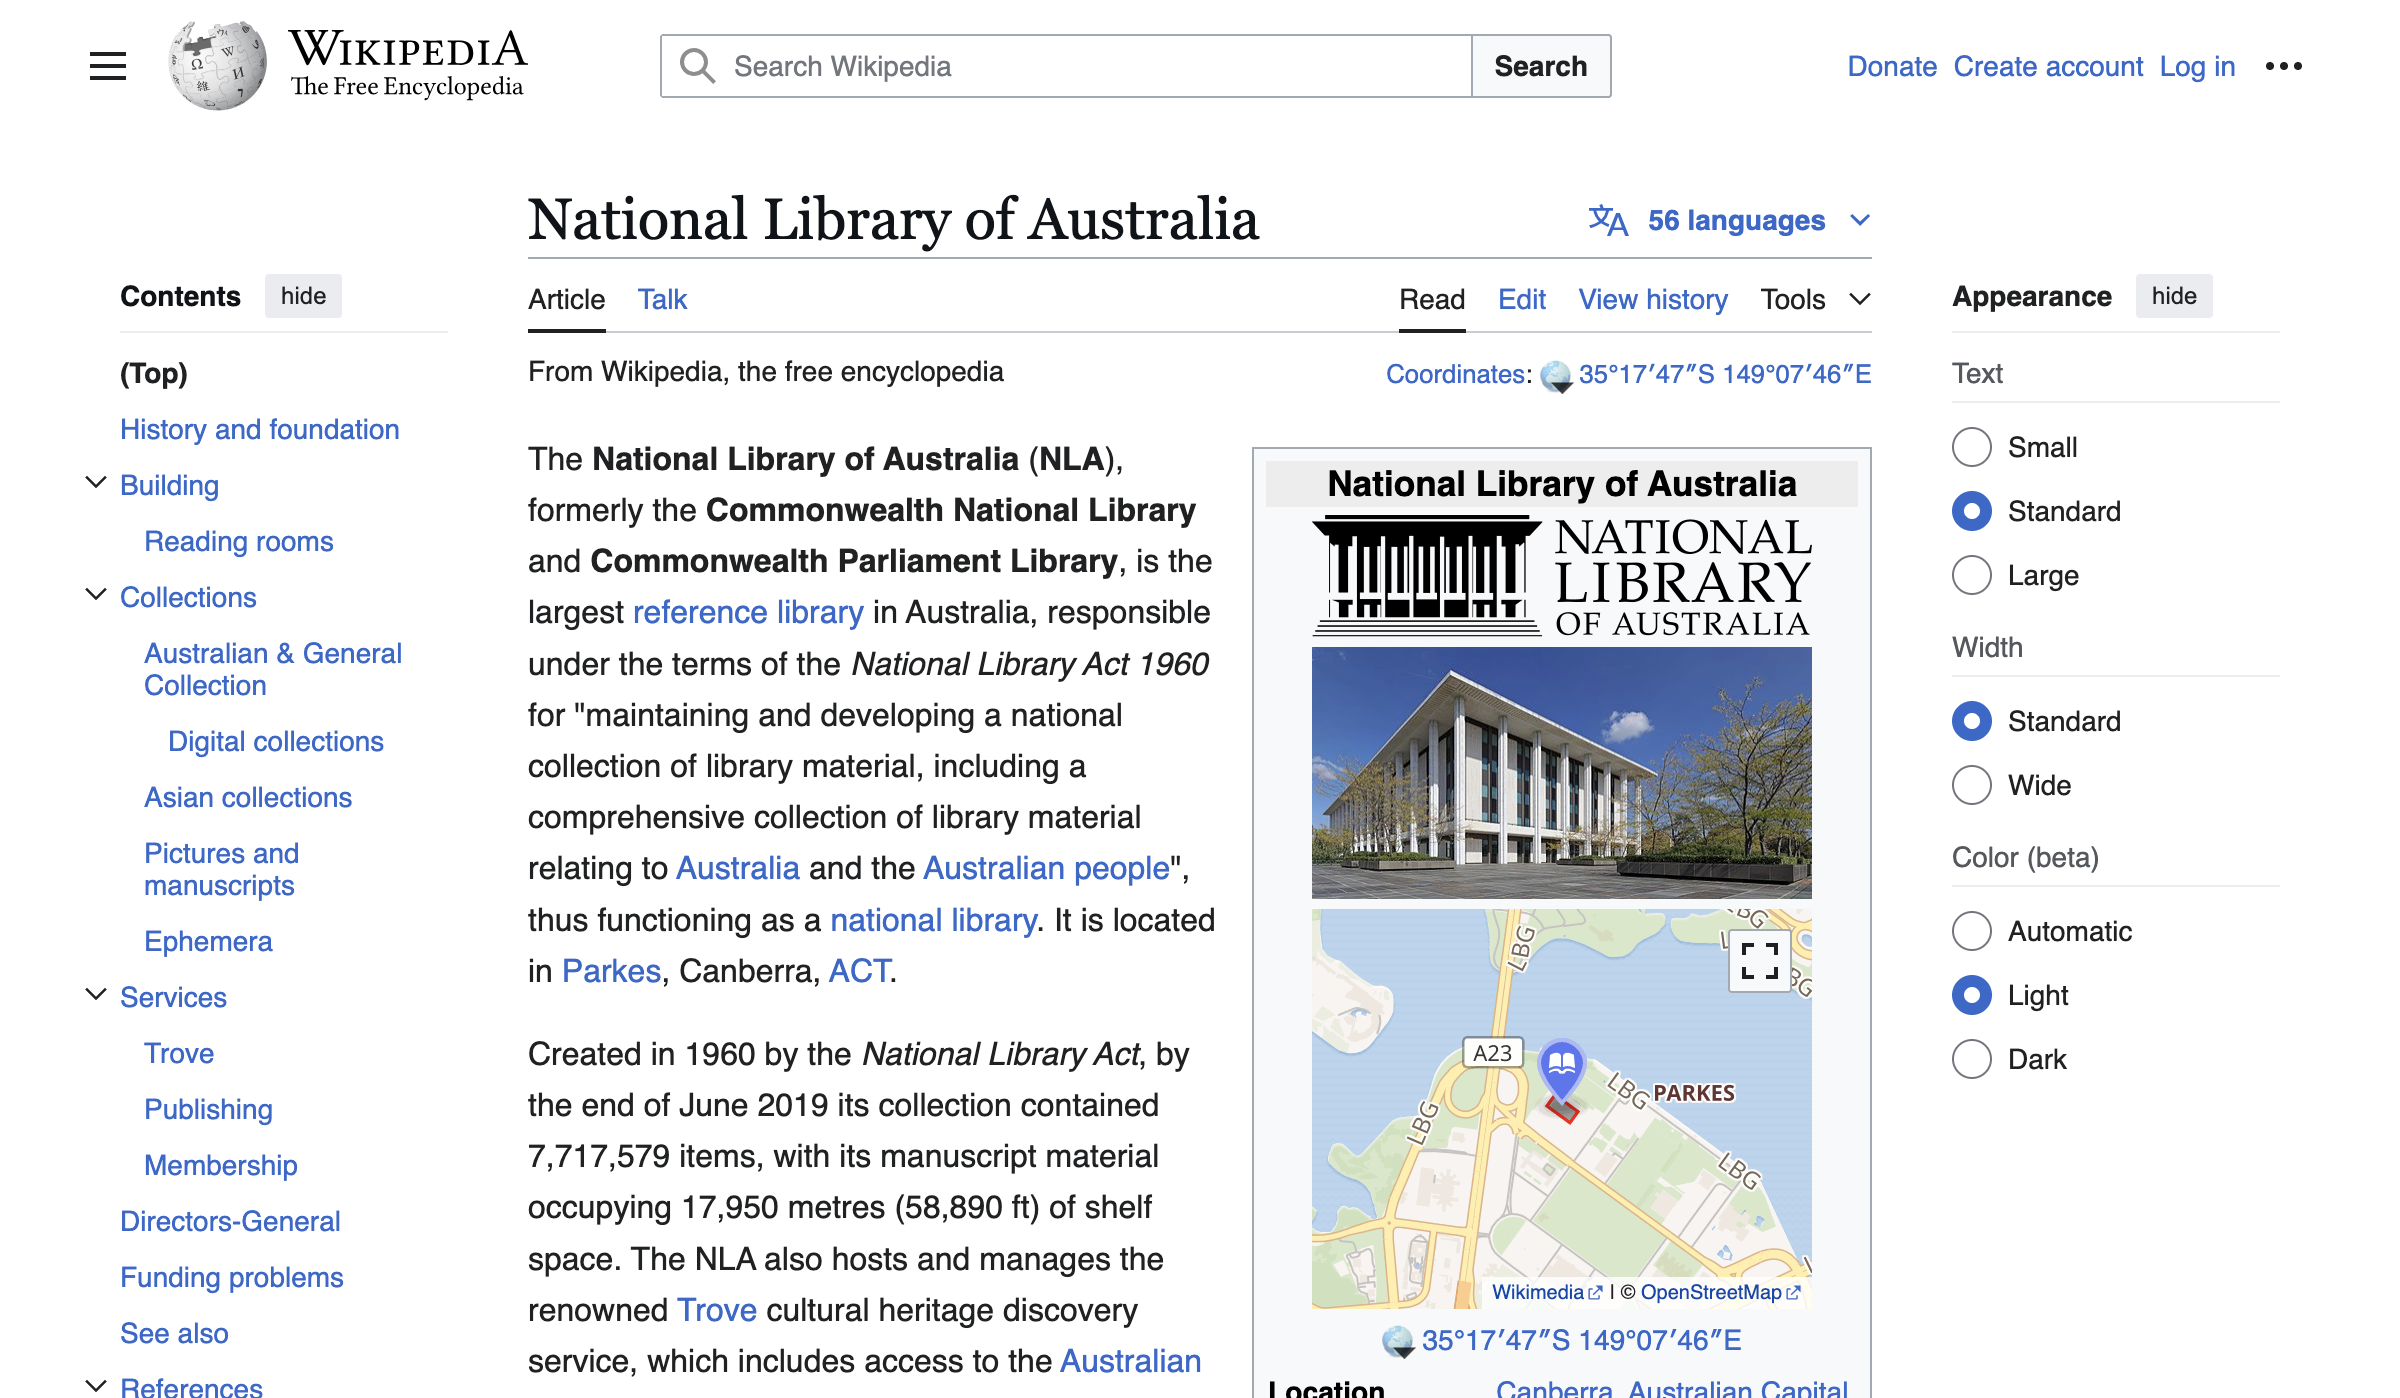 WIKIPEDIA
The Free Encyclopedia
Search Wikipedia
Search
Donate Create account Log in
National Library of Australia
文A 56 languages
Contents hide
(Top)
History and foundation
Building
Reading rooms
Collections
Australian & General
Collection
Digital collections
Asian collections
Pictures and
manuscripts
Ephemera
Services
Trove
Publishing
Membership
Directors-General
Funding problems
See also
References
Article Talk
Read Edit View history Tools
From Wikipedia, the free encyclopedia
Coordinates: 35°17′47″S 149°07′46″E
The National Library of Australia (NLA),
formerly the Commonwealth National Library
and Commonwealth Parliament Library, is the
largest reference library in Australia, responsible
under the terms of the National Library Act 1960
for "maintaining and developing a national
collection of library material, including a
comprehensive collection of library material
relating to Australia and the Australian people",
thus functioning as a national library. It is located
in Parkes, Canberra, ACT.
Created in 1960 by the National Library Act, by
the end of June 2019 its collection contained
7,717,579 items, with its manuscript material
occupying 17,950 metres (58,890 ft) of shelf
space. The NLA also hosts and manages the
renowned Trove cultural heritage discovery
service, which includes access to the Australian
National Library of Australia
NATIONAL
LIBRARY
OF AUSTRALIA
LBG
LBG
LBG
A23
LBG
PARKES
LBG
LBG
Wikimedia | © OpenStreetMap
35°17′47″S 149°07′46″E
Location Canberra, Australian Capital
Appearance hide
Text
Small
Standard
Large
Width
Standard
Wide
Color (beta)
Automatic
Light
Dark